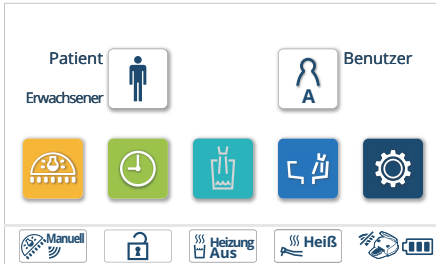 Patient
Benutzer
Erwachsener
A
Manuell
Heizung
Aus
Heiß